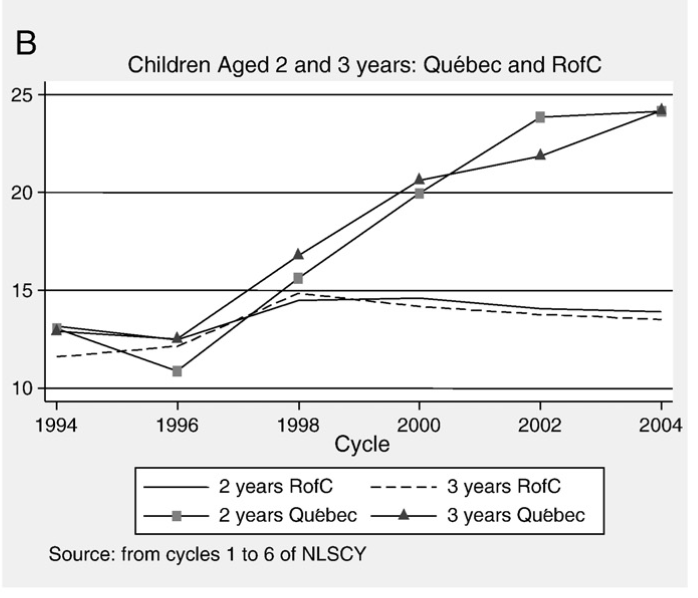 B
Children Aged 2 and 3 years: Québec and RofC
25
20
15
10
1994 1996 1998 2000 2002 2004
Cycle
2 years RofC 3 years RofC
2 years Québec 3 years Québec
Source: from cycles 1 to 6 of NLSCY